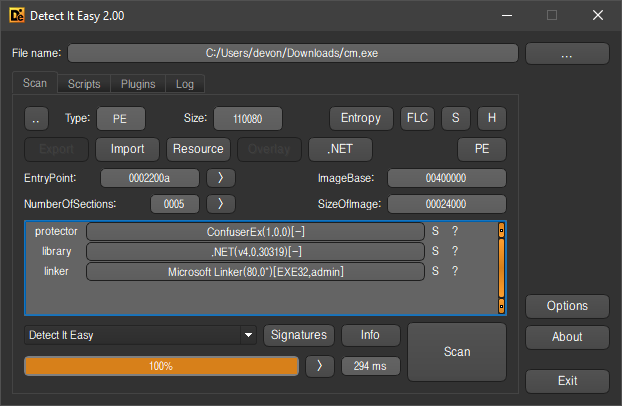 Detect It Easy 2.00
File name: C:/Users/devon/Downloads/cm.exe ...
Scan Scripts Plugins Log
.. Type: PE Size: 110080 Entropy FLC S H
Export Import Resource Overlay .NET PE
EntryPoint: 0002200a > ImageBase: 00400000
NumberOfSections: 0005 > SizeOfImage: 00024000
protector ConfuserEx(1.0.0)[-] S ?
library .NET(v4.0.30319)[-] S ?
linker Microsoft Linker(80.0*)[EXE32,admin] S ?
Options
Detect It Easy Signatures Info Scan About
100% > 294 ms
Exit